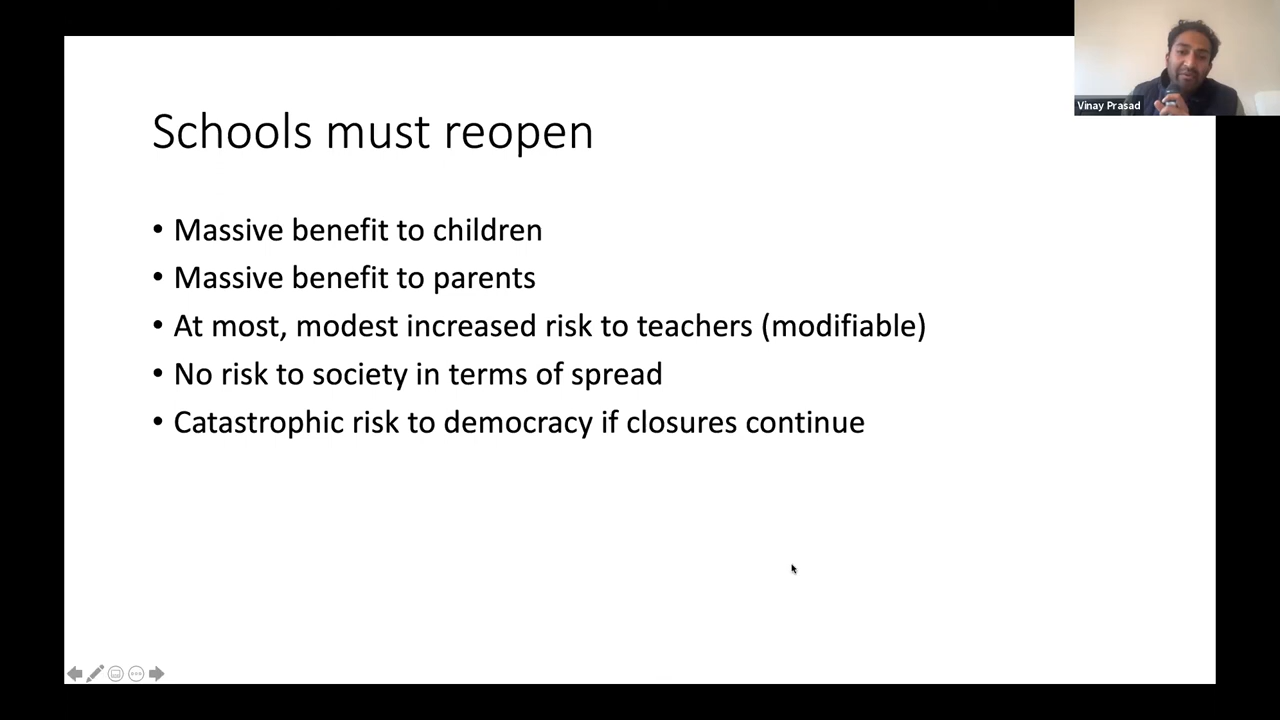 Schools must reopen
• Massive benefit to children
• Massive benefit to parents
• At most, modest increased risk to teachers (modifiable)
• No risk to society in terms of spread
• Catastrophic risk to democracy if closures continue
Vinay Prasad